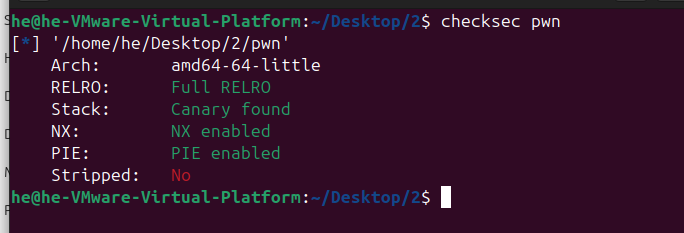 he@he-VMware-Virtual-Platform:~/Desktop/2$ checksec pwn
[*] '/home/he/Desktop/2/pwn'
Arch: amd64-64-little
RELRO: Full RELRO
Stack: Canary found
NX: NX enabled
PIE: PIE enabled
Stripped: No
he@he-VMware-Virtual-Platform:~/Desktop/2$